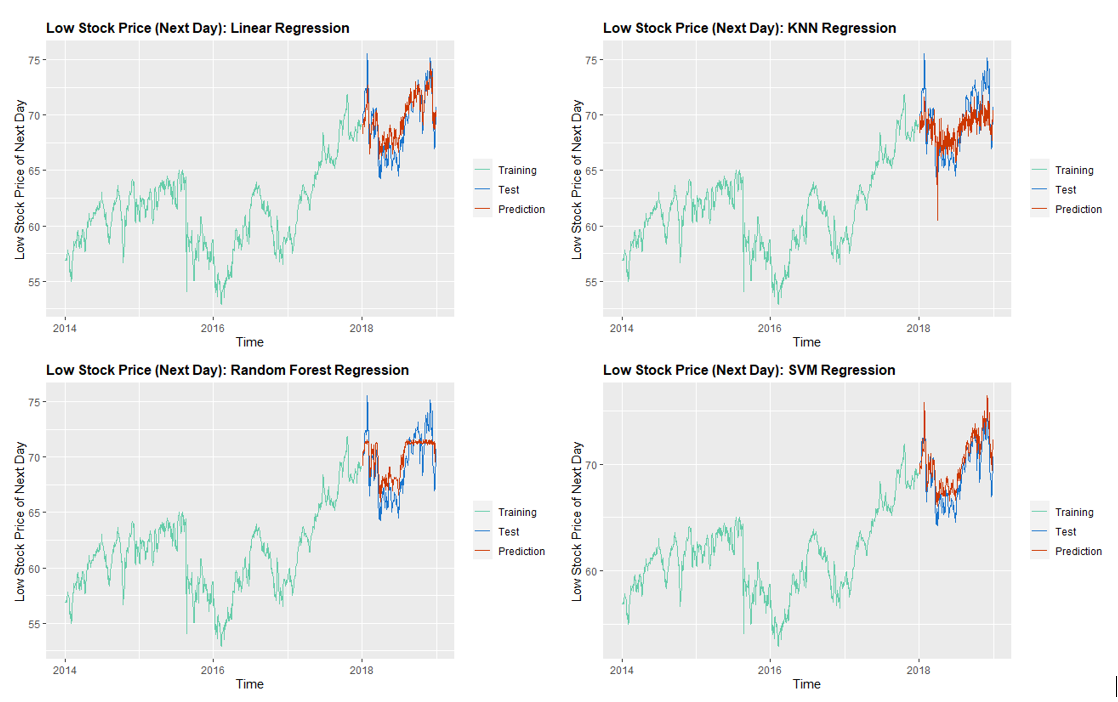 Low Stock Price (Next Day): Linear Regression
Low Stock Price of Next Day
75
70
65
60
55
2014
2016
2018
Time
Training
Test
Prediction
Low Stock Price (Next Day): KNN Regression
Low Stock Price of Next Day
75
70
65
60
55
2014
2016
2018
Time
Training
Test
Prediction
Low Stock Price (Next Day): Random Forest Regression
Low Stock Price of Next Day
75
70
65
60
55
2014
2016
2018
Time
Training
Test
Prediction
Low Stock Price (Next Day): SVM Regression
Low Stock Price of Next Day
70
60
2014
2016
2018
Time
Training
Test
Prediction